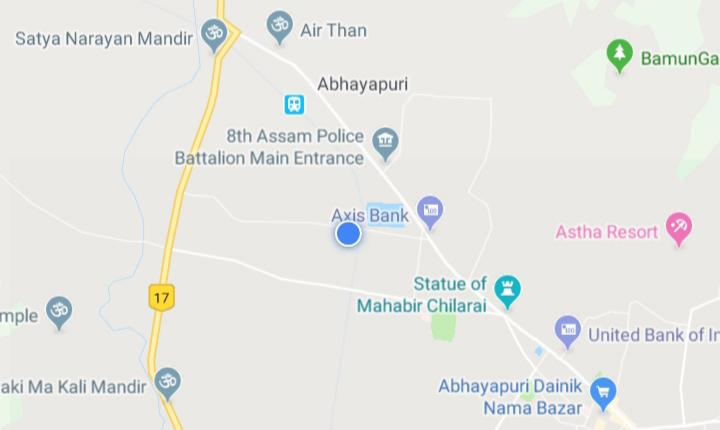 Satya Narayan Mandir
Air Than
BamunGa
Abhayapuri
8th Assam Police
Battalion Main Entrance
Axis Bank
Astha Resort
17
Statue of
Mahabir Chilarai
mple
United Bank of In
aki Ma Kali Mandir
Abhayapuri Dainik
Nama Bazar